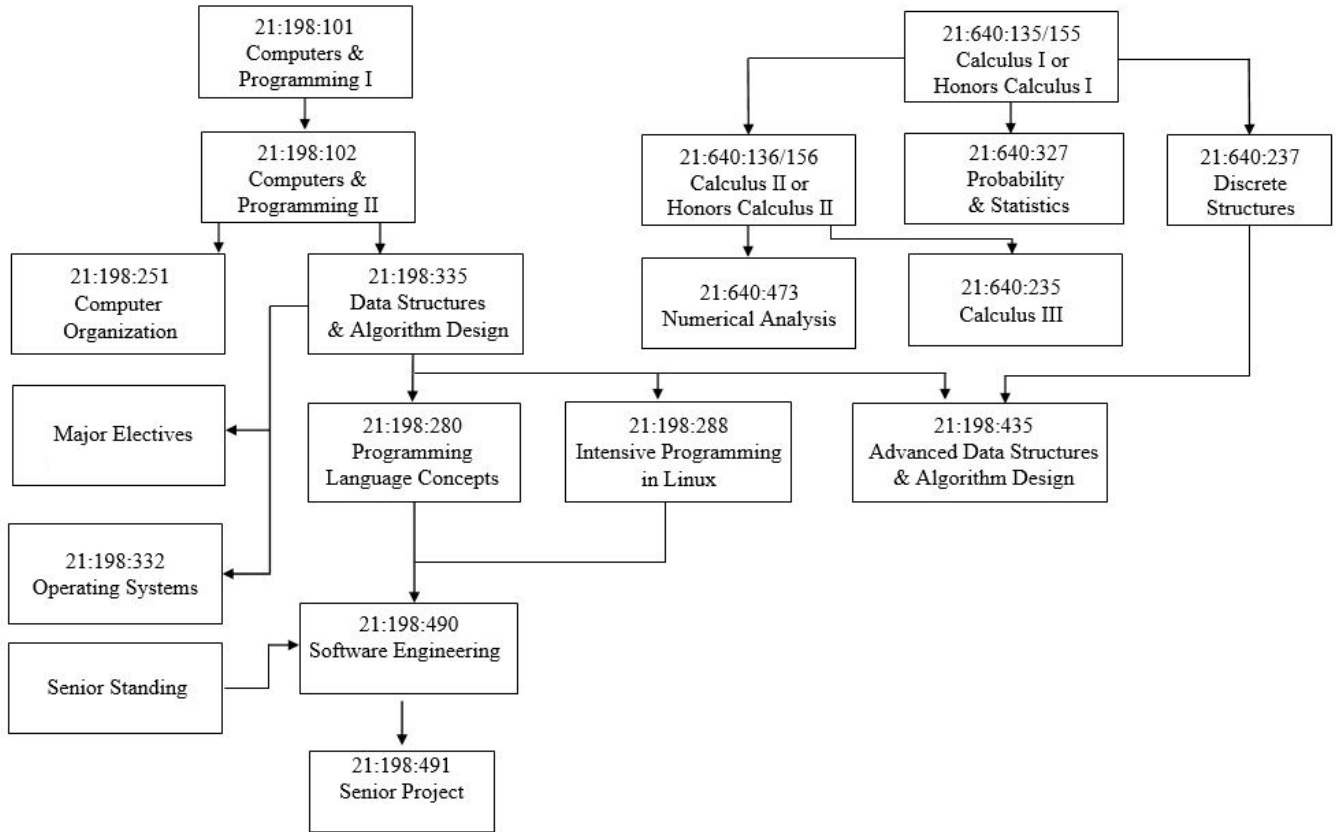 21:198:101
Computers &
Programming I
21:640:135/155
Calculus I or
Honors Calculus I
21:198:102
Computers &
Programming II
21:640:136/156
Calculus II or
Honors Calculus II
21:640:327
Probability
& Statistics
21:640:237
Discrete
Structures
21:198:251
Computer
Organization
21:198:335
Data Structures
& Algorithm Design
21:640:473
Numerical Analysis
21:640:235
Calculus III
Major Electives
21:198:280
Programming
Language Concepts
21:198:288
Intensive Programming
in Linux
21:198:435
Advanced Data Structures
& Algorithm Design
21:198:332
Operating Systems
21:198:490
Software Engineering
Senior Standing
21:198:491
Senior Project